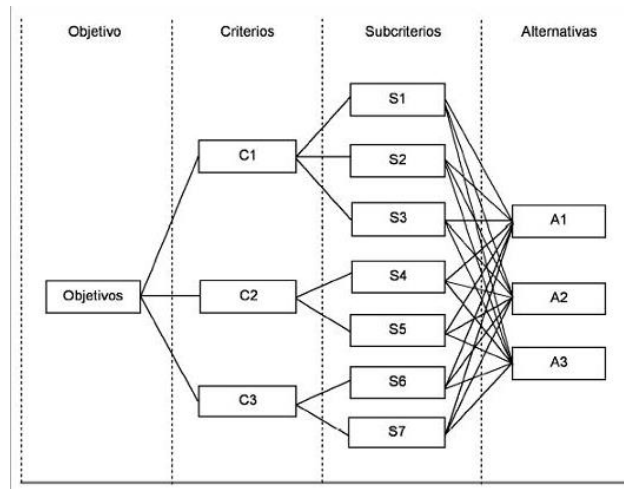 Objetivo
Criterios
Subcriterios
Alternativas
Objetivos
C1
C2
C3
S1
S2
S3
S4
S5
S6
S7
A1
A2
A3